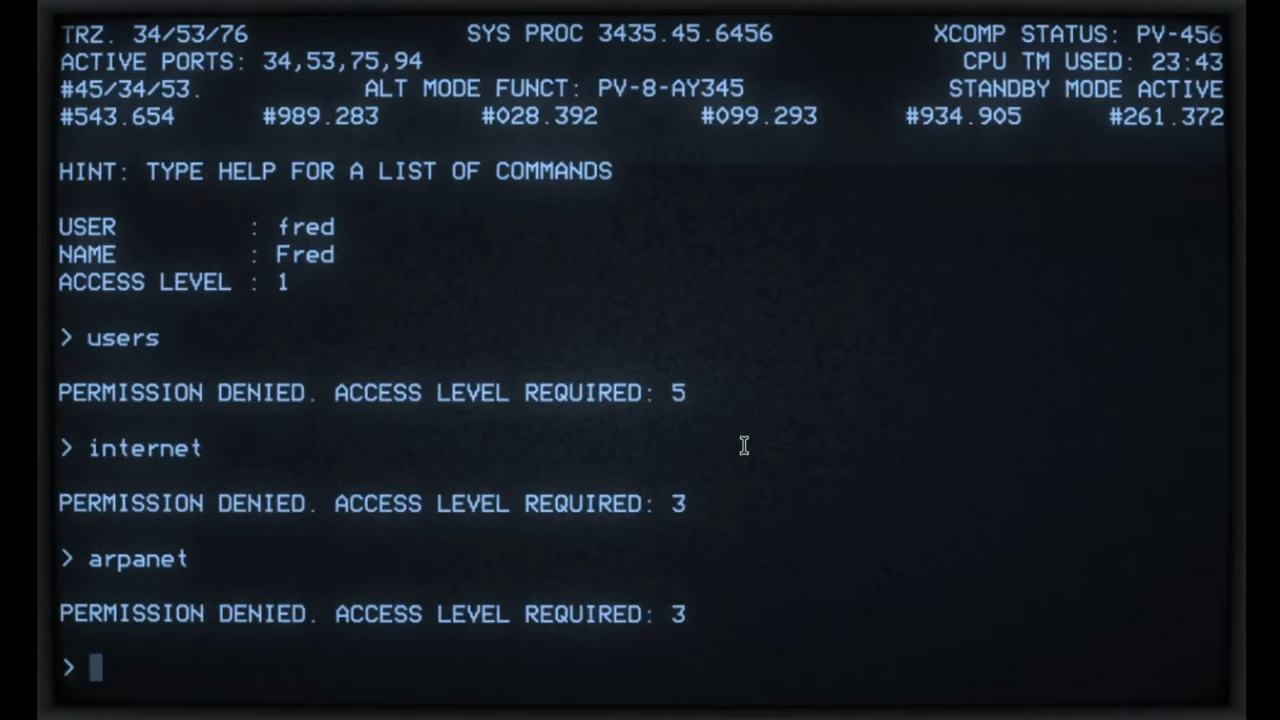 TRZ. 34/53/76 SYS PROC 3435.45.6456 XCOMP STATUS: PV-456
ACTIVE PORTS: 34,53,75,94 CPU TM USED: 23:43
#45/34/53. ALT MODE FUNCT: PV-8-AY345 STANDBY MODE ACTIVE
#543.654 #989.283 #028.392 #099.293 #934.905 #261.372
HINT: TYPE HELP FOR A LIST OF COMMANDS
USER : fred
NAME : Fred
ACCESS LEVEL : 1
> users
PERMISSION DENIED. ACCESS LEVEL REQUIRED: 5
> internet
PERMISSION DENIED. ACCESS LEVEL REQUIRED: 3
> arpanet
PERMISSION DENIED. ACCESS LEVEL REQUIRED: 3
>